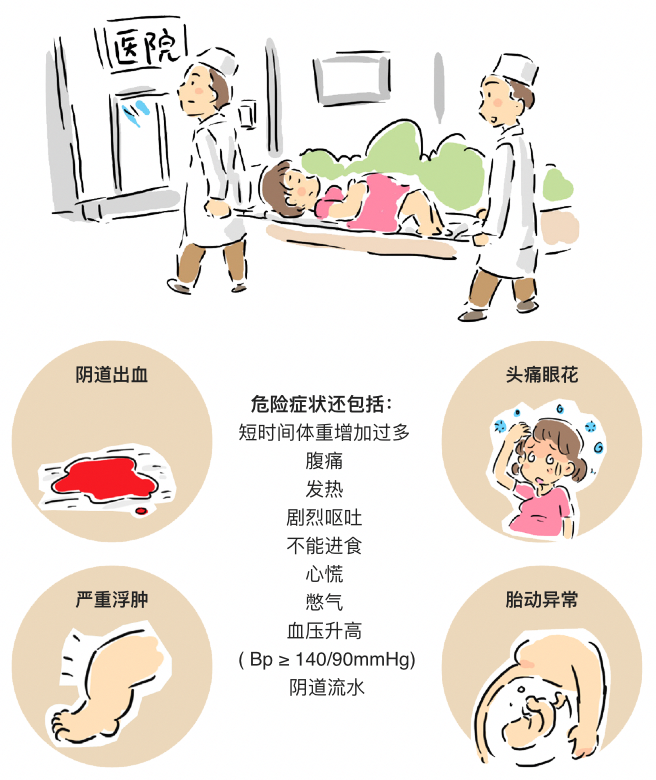 医院
阴道出血
头痛眼花
危险症状还包括：
短时间体重增加过多
腹痛
发热
剧烈呕吐
不能进食
心慌
憋气
血压升高
( Bp ≥ 140/90mmHg)
阴道流水
严重浮肿
胎动异常